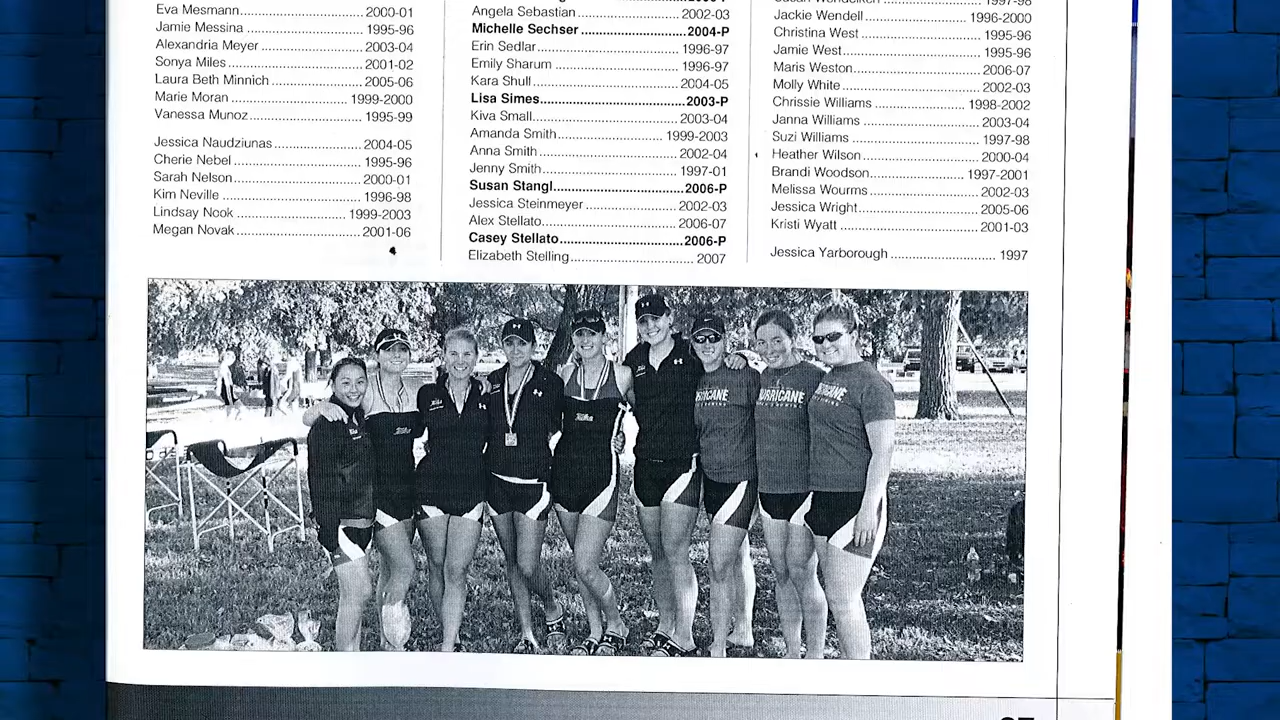 Eva Mesmann 2000-01
Jamie Messina 1995-96
Alexandria Meyer 2003-04
Sonya Miles 2001-02
Laura Beth Minnich 2005-06
Marie Moran 1999-2000
Vanessa Munoz 1995-99
Jessica Naudziunas 2004-05
Cherie Nebel 1995-96
Sarah Nelson 2000-01
Kim Neville 1996-98
Lindsay Nook 1999-2003
Megan Novak 2001-06
Angela Sebastian 2002-03
Michelle Sechser 2004-P
Erin Sedlar 1996-97
Emily Sharum 1996-97
Kara Shull 2004-05
Lisa Simes 2003-P
Kiva Small 2003-04
Amanda Smith 1999-2003
Anna Smith 2002-04
Jenny Smith 1997-01
Susan Stangl 2006-P
Jessica Steinmeyer 2002-03
Alex Stellato 2006-07
Casey Stellato 2006-P
Elizabeth Stelling 2007
1997-98
Jackie Wendell 1996-2000
Christina West 1995-96
Jamie West 1995-96
Maris Weston 2006-07
Molly White 2002-03
Chrissie Williams 1998-2002
Janna Williams 2003-04
Suzi Williams 1997-98
Heather Wilson 2000-04
Brandi Woodson 1997-2001
Melissa Wourms 2002-03
Jessica Wright 2005-06
Kristi Wyatt 2001-03
Jessica Yarborough 1997
HURRICANE